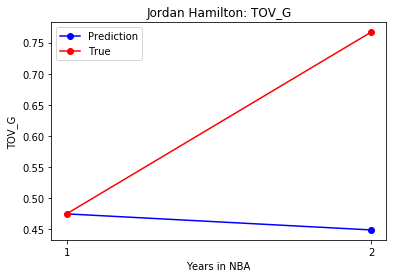 Jordan Hamilton: TOV_G
Prediction
True
TOV_G
0.75
0.70
0.65
0.60
0.55
0.50
0.45
1 2
Years in NBA